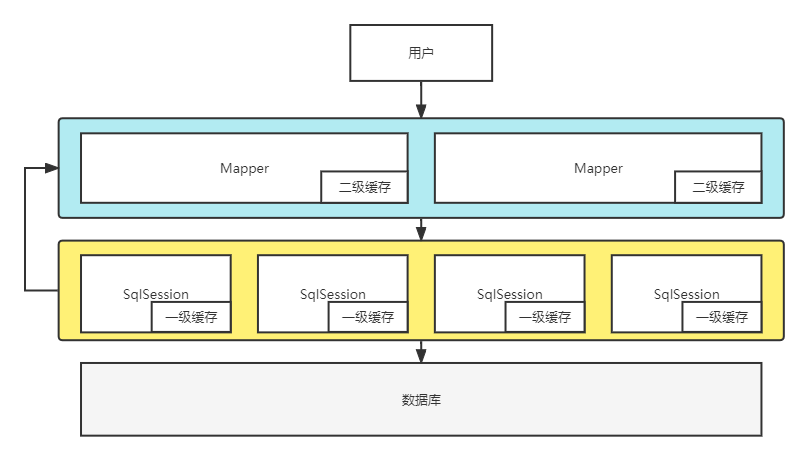 用户
Mapper
二级缓存
Mapper
二级缓存
SqlSession
一级缓存
SqlSession
一级缓存
SqlSession
一级缓存
SqlSession
一级缓存
数据库